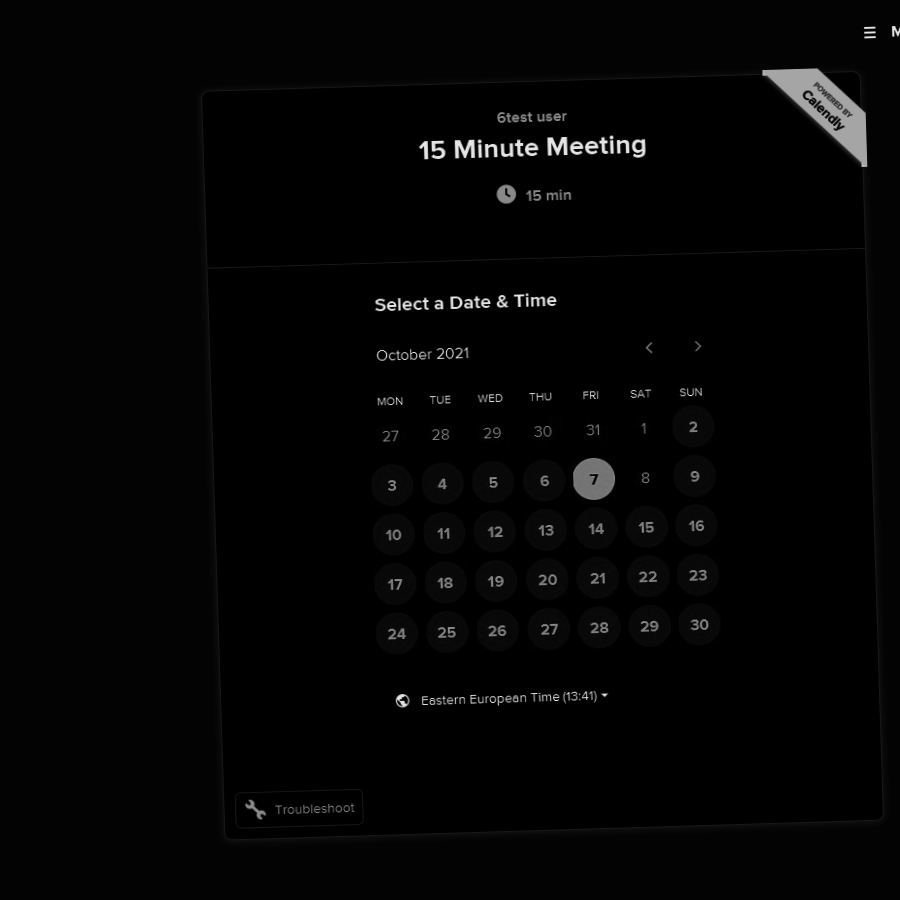 M
POWERED BY
Calendly
6test user
15 Minute Meeting
15 min
Select a Date & Time
October 2021
MON TUE WED THU FRI SAT SUN
27 28 29 30 31 1 2
3 4 5 6 7 8 9
10 11 12 13 14 15 16
17 18 19 20 21 22 23
24 25 26 27 28 29 30
Eastern European Time (13:41)
Troubleshoot